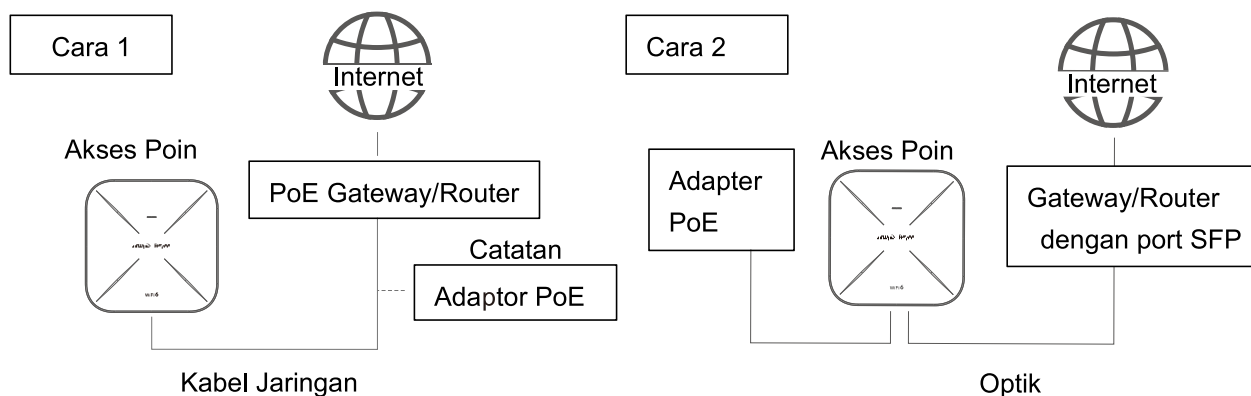 Cara 1
Internet
Akses Poin
PoE Gateway/Router
Catatan
Adaptor PoE
Kabel Jaringan
Cara 2
Internet
Akses Poin
Adapter
PoE
Gateway/Router
dengan port SFP
Optik